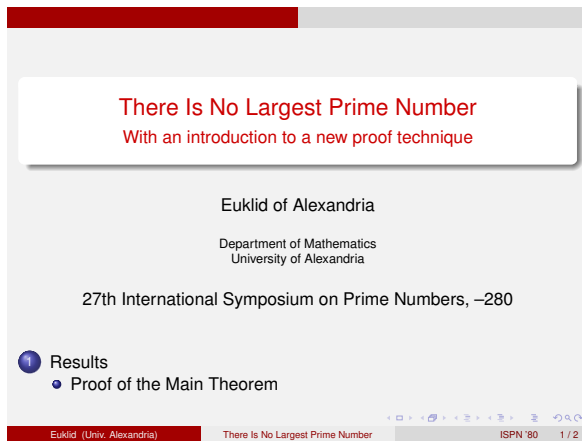 There Is No Largest Prime Number
With an introduction to a new proof technique
Euklid of Alexandria
Department of Mathematics
University of Alexandria
27th International Symposium on Prime Numbers, –280
1 Results
Proof of the Main Theorem
Euklid (Univ. Alexandria) There Is No Largest Prime Number ISPN '80 1 / 2